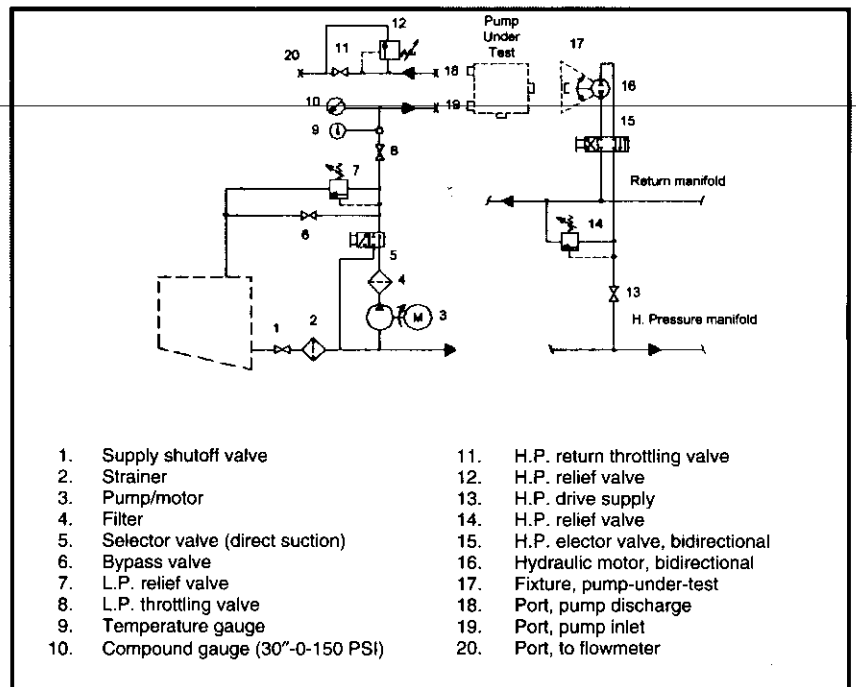 12
Pump
Under
Test
17
11
20
18
16
10
19
15
9
8
7
Return manifold
6
14
5
4
13
1
2
M
3
H. Pressure manifold
1. Supply shutoff valve
2. Strainer
3. Pump/motor
4. Filter
5. Selector valve (direct suction)
6. Bypass valve
7. L.P. relief valve
8. L.P. throttling valve
9. Temperature gauge
10. Compound gauge (30"-0-150 PSI)
11. H.P. return throttling valve
12. H.P. relief valve
13. H.P. drive supply
14. H.P. relief valve
15. H.P. elector valve, bidirectional
16. Hydraulic motor, bidirectional
17. Fixture, pump-under-test
18. Port, pump discharge
19. Port, pump inlet
20. Port, to flowmeter